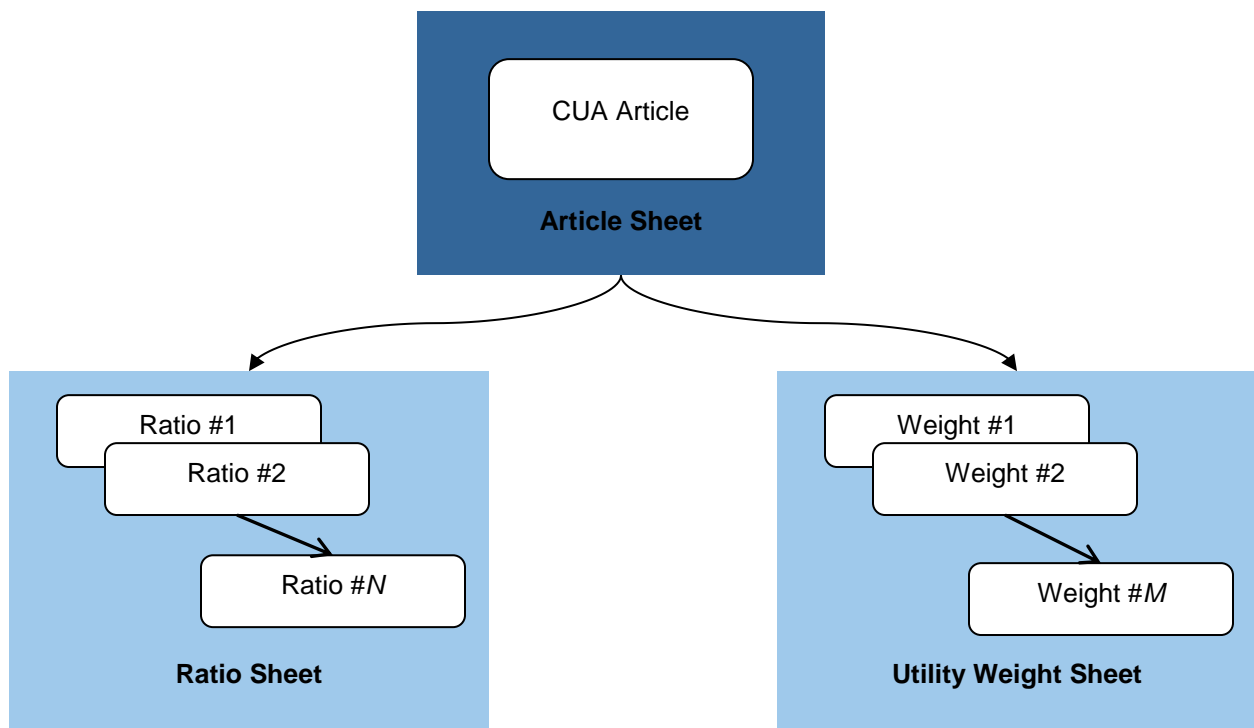 CUA Article
Article Sheet
Ratio #1
Ratio #2
Ratio #N
Ratio Sheet
Weight #1
Weight #2
Weight #M
Utility Weight Sheet